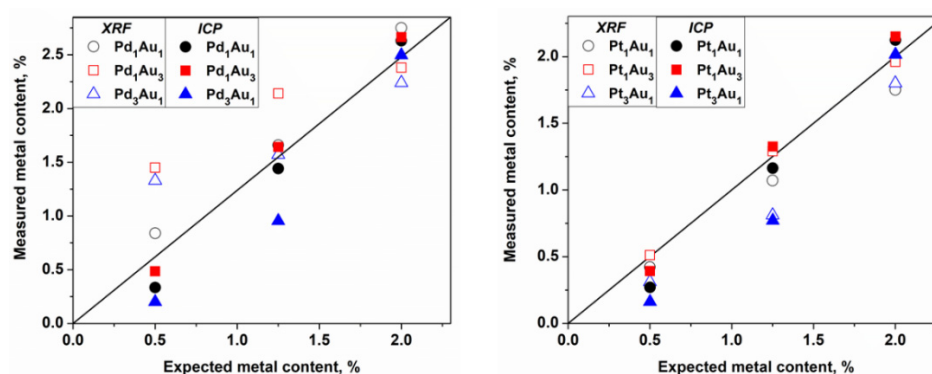 XRF ICP
Pd1Au1 Pd1Au1
Pd1Au3 Pd1Au3
Pd3Au1 Pd3Au1
2.5
2.0
1.5
1.0
0.5
0.0
0.0 0.5 1.0 1.5 2.0
Measured metal content, %
Expected metal content, %
XRF ICP
Pt1Au1 Pt1Au1
Pt1Au3 Pt1Au3
Pt3Au1 Pt3Au1
2.0
1.5
1.0
0.5
0.0
0.0 0.5 1.0 1.5 2.0
Measured metal content, %
Expected metal content, %